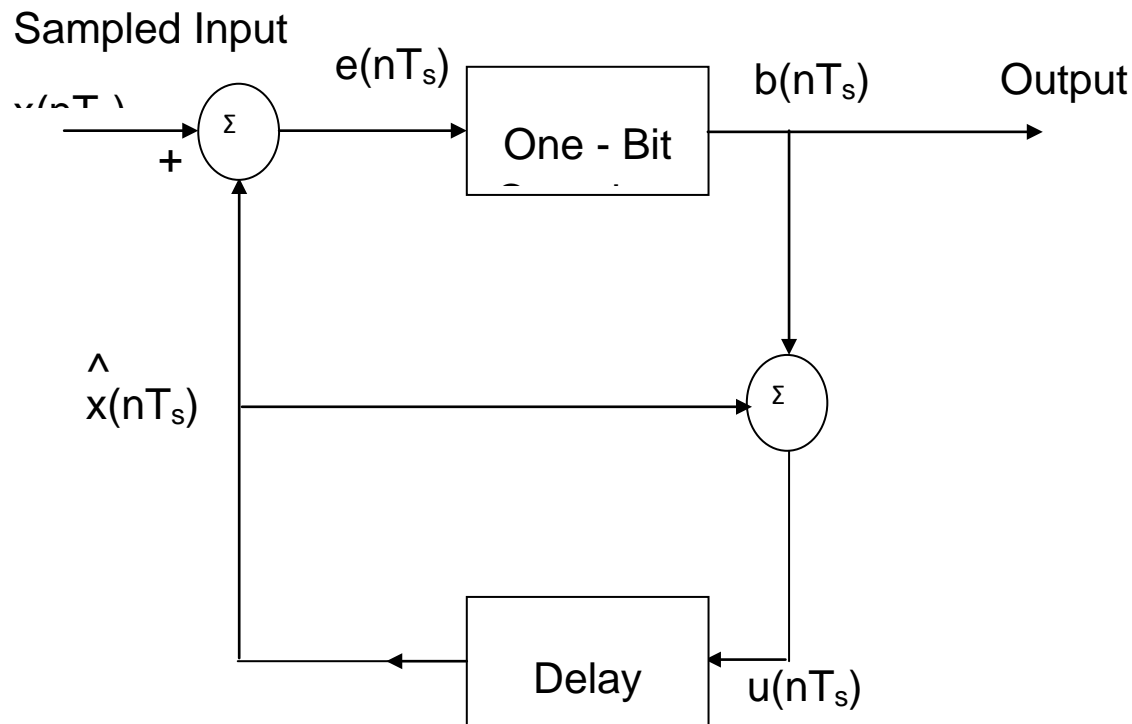 Sampled Input
e(nTₛ)
b(nTₛ)
Output
Σ
+
One - Bit
^
x(nTₛ)
Σ
Delay
u(nTₛ)